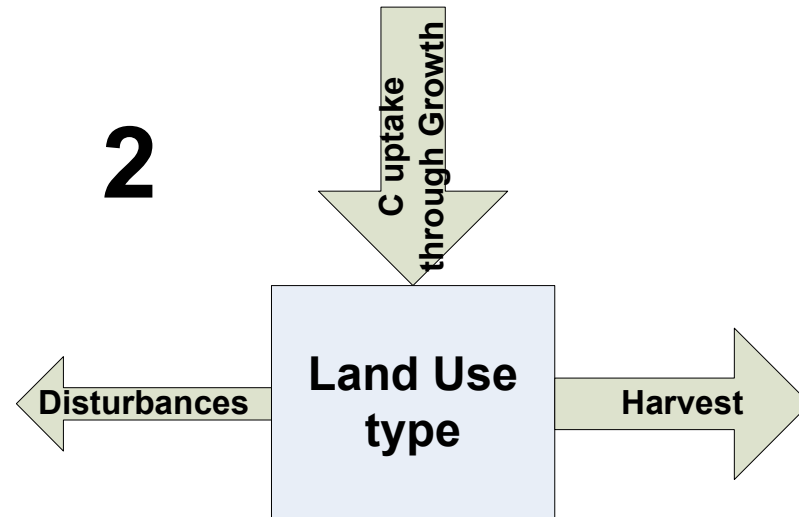 2
C uptake
through Growth
Disturbances
Land Use
type
Harvest